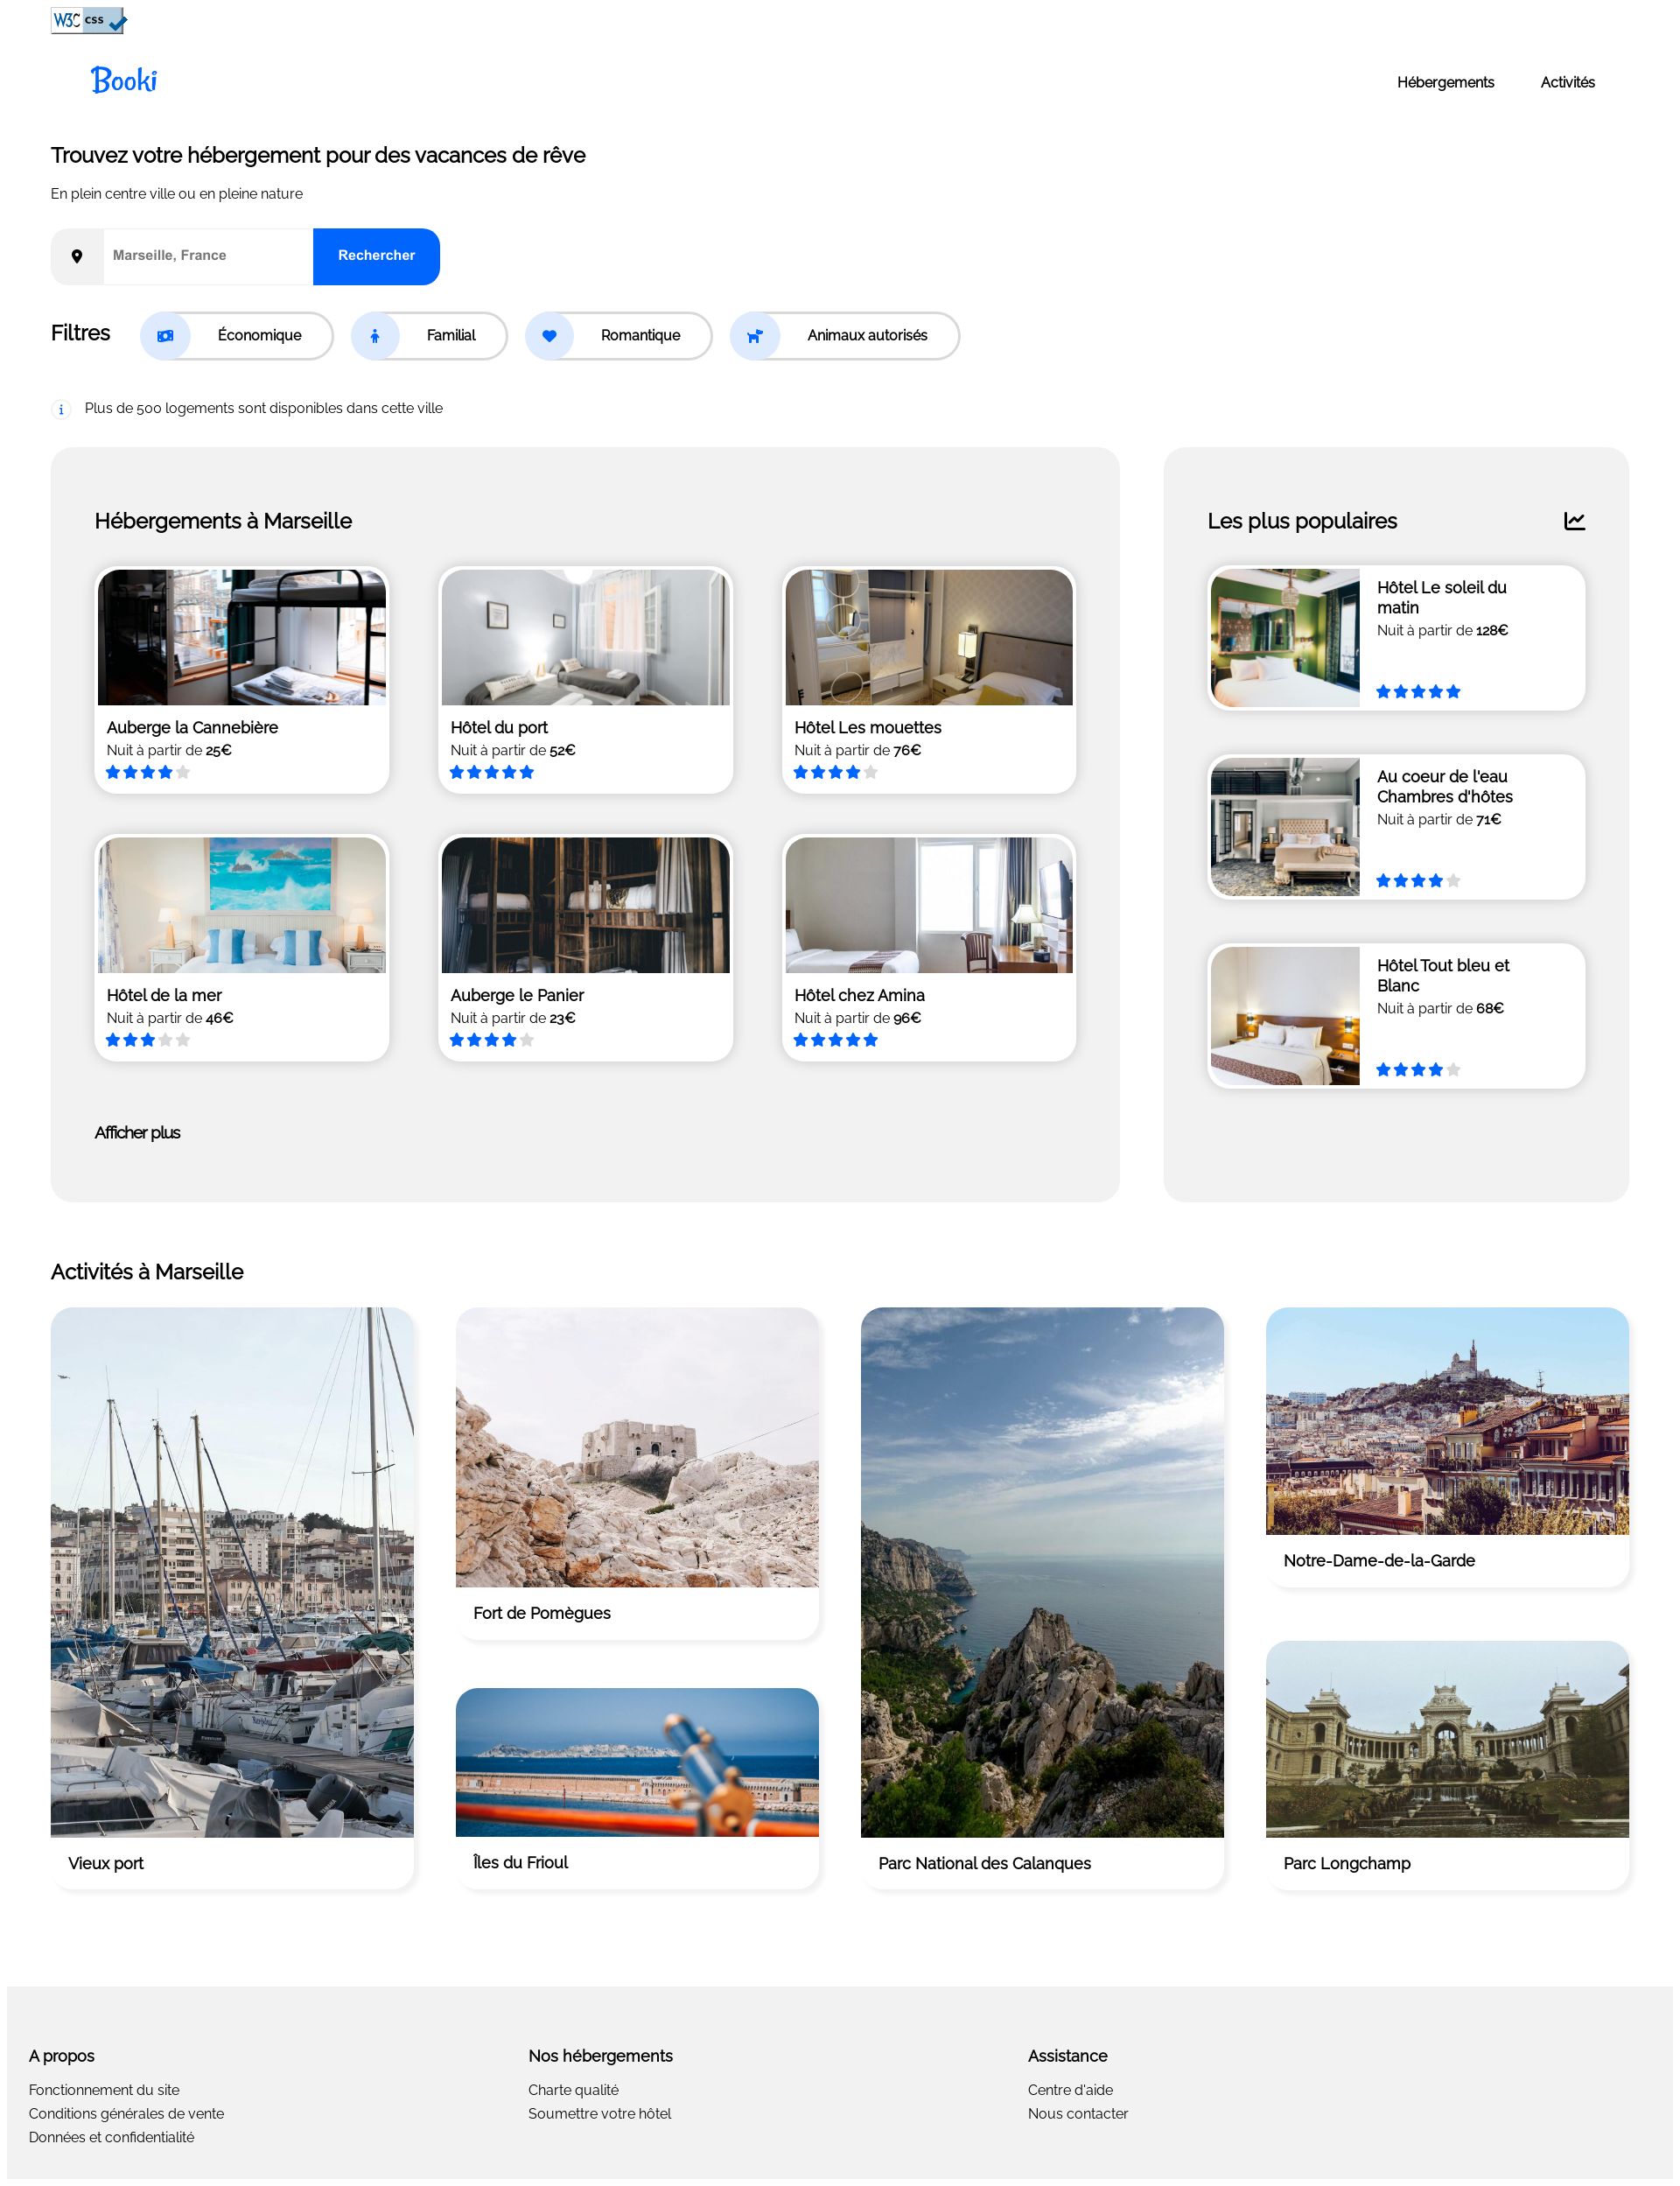 W3C css
Booki
Hébergements
Activités
Trouvez votre hébergement pour des vacances de rêve
En plein centre ville ou en pleine nature
Marseille, France
Rechercher
Filtres
Économique
Familial
Romantique
Animaux autorisés
Plus de 500 logements sont disponibles dans cette ville
Hébergements à Marseille
Auberge la Cannebière
Nuit à partir de 25€
Hôtel du port
Nuit à partir de 52€
Hôtel Les mouettes
Nuit à partir de 76€
Hôtel de la mer
Nuit à partir de 46€
Auberge le Panier
Nuit à partir de 23€
Hôtel chez Amina
Nuit à partir de 96€
Afficher plus
Les plus populaires
Hôtel Le soleil du
matin
Nuit à partir de 128€
Au coeur de l'eau
Chambres d'hôtes
Nuit à partir de 71€
Hôtel Tout bleu et
Blanc
Nuit à partir de 68€
Activités à Marseille
Vieux port
Fort de Pomègues
Îles du Frioul
Parc National des Calanques
Notre-Dame-de-la-Garde
Parc Longchamp
A propos
Fonctionnement du site
Conditions générales de vente
Données et confidentialité
Nos hébergements
Charte qualité
Soumettre votre hôtel
Assistance
Centre d'aide
Nous contacter